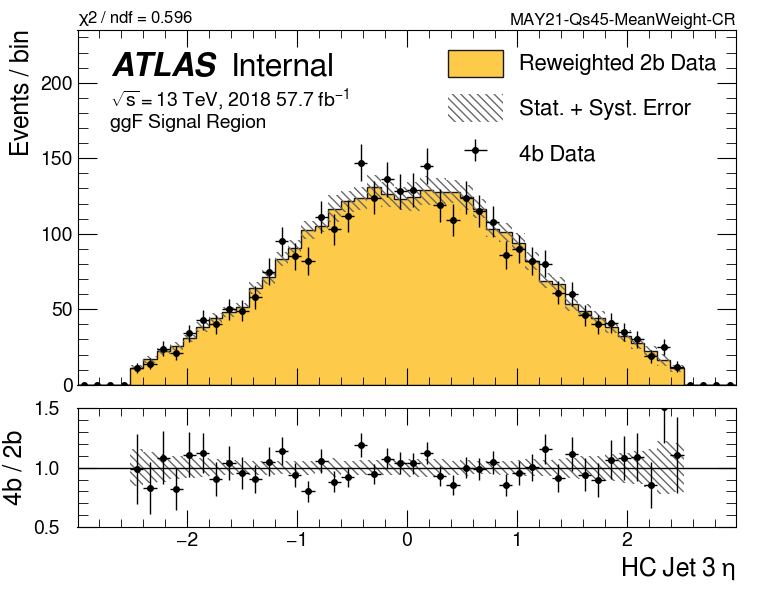 χ2 / ndf = 0.596
MAY21-Qs45-MeanWeight-CR
ATLAS Internal
√s = 13 TeV, 2018 57.7 fb⁻¹
ggF Signal Region
Reweighted 2b Data
Stat. + Syst. Error
4b Data
Events / bin
200
150
100
50
0
4b / 2b
1.5
1.0
0.5
−2
−1
0
1
2
HC Jet 3 η